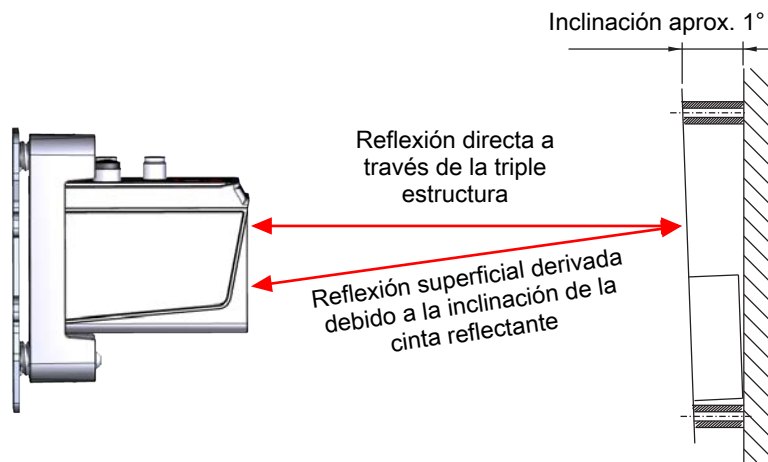 Inclinación aprox. 1°
Reflexión directa a
través de la triple
estructura
Reflexión superficial derivada
debido a la inclinación de la
cinta reflectante